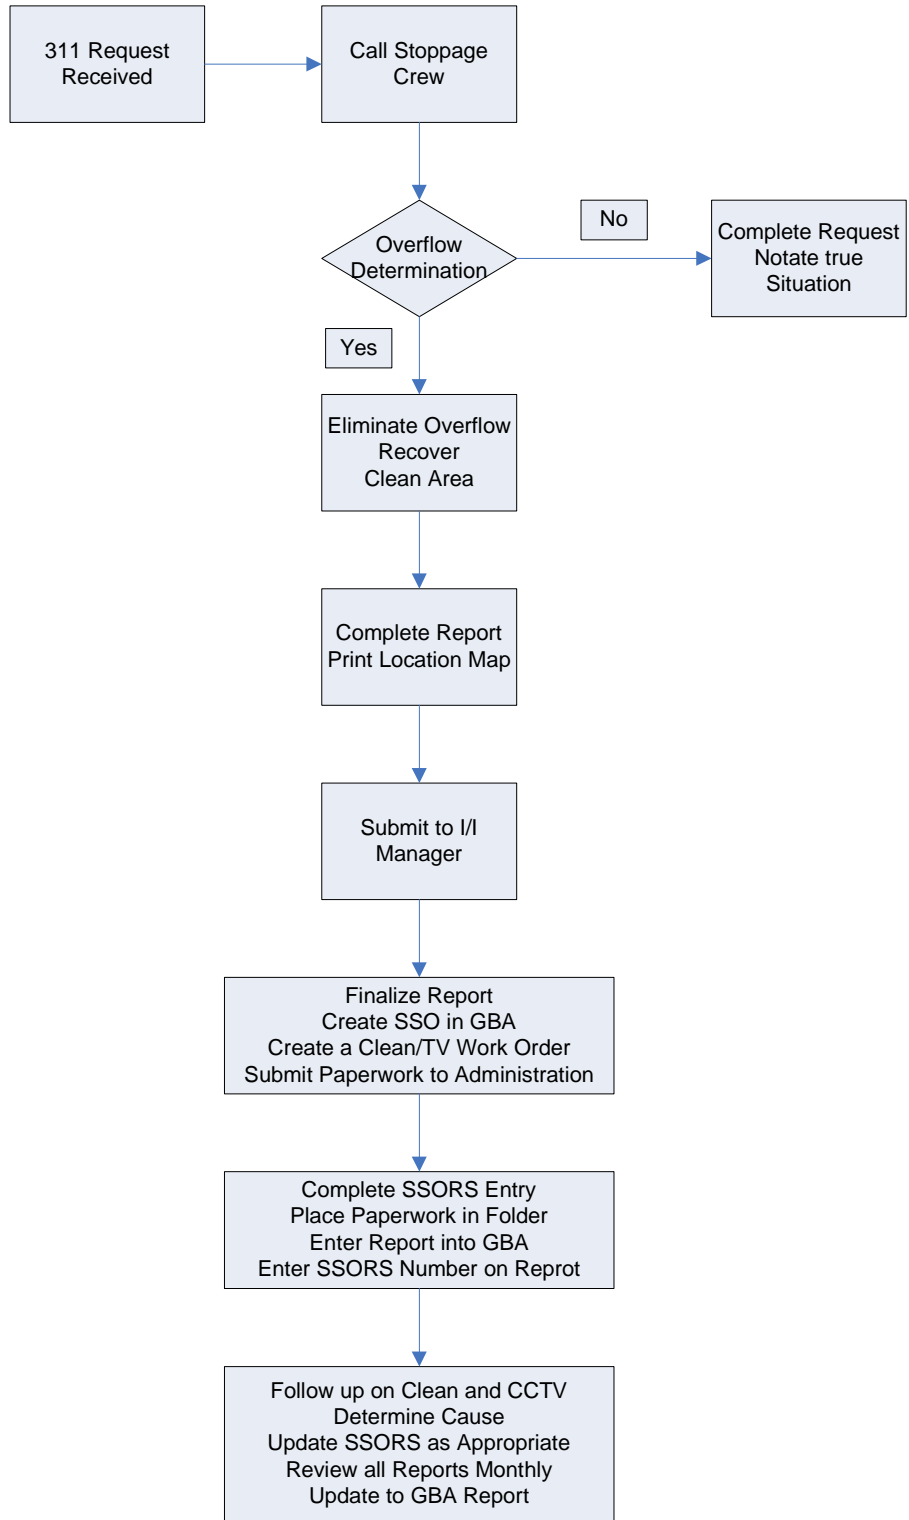 311 Request
Received
Call Stoppage
Crew
Overflow
Determination
No
Complete Request
Notate true
Situation
Yes
Eliminate Overflow
Recover
Clean Area
Complete Report
Print Location Map
Submit to I/I
Manager
Finalize Report
Create SSO in GBA
Create a Clean/TV Work Order
Submit Paperwork to Administration
Complete SSORS Entry
Place Paperwork in Folder
Enter Report into GBA
Enter SSORS Number on Reprot
Follow up on Clean and CCTV
Determine Cause
Update SSORS as Appropriate
Review all Reports Monthly
Update to GBA Report